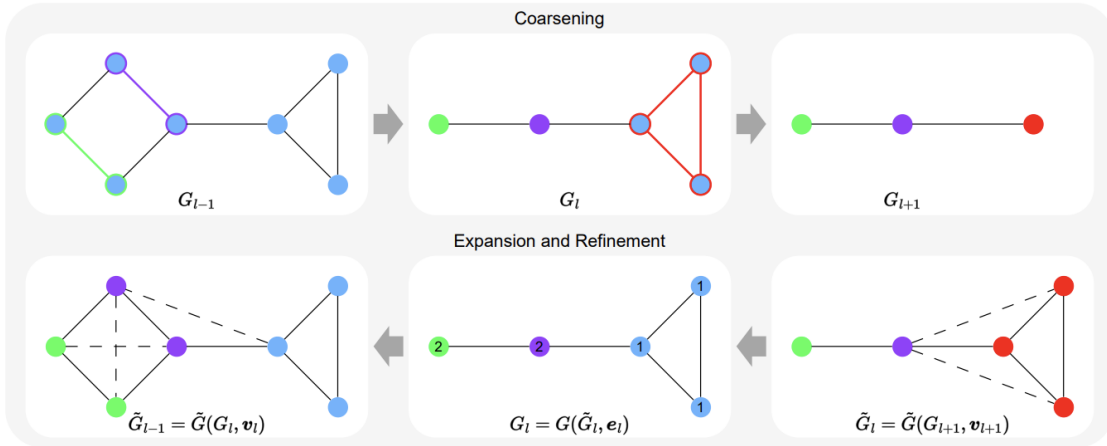 Coarsening
G_{l-1}
G_l
G_{l+1}
Expansion and Refinement
1
2 2 1
1
G̃_{l-1} = G̃(G_l, v_l)
G_l = G(G̃_l, e_l)
G̃_l = G̃(G_{l+1}, v_{l+1})